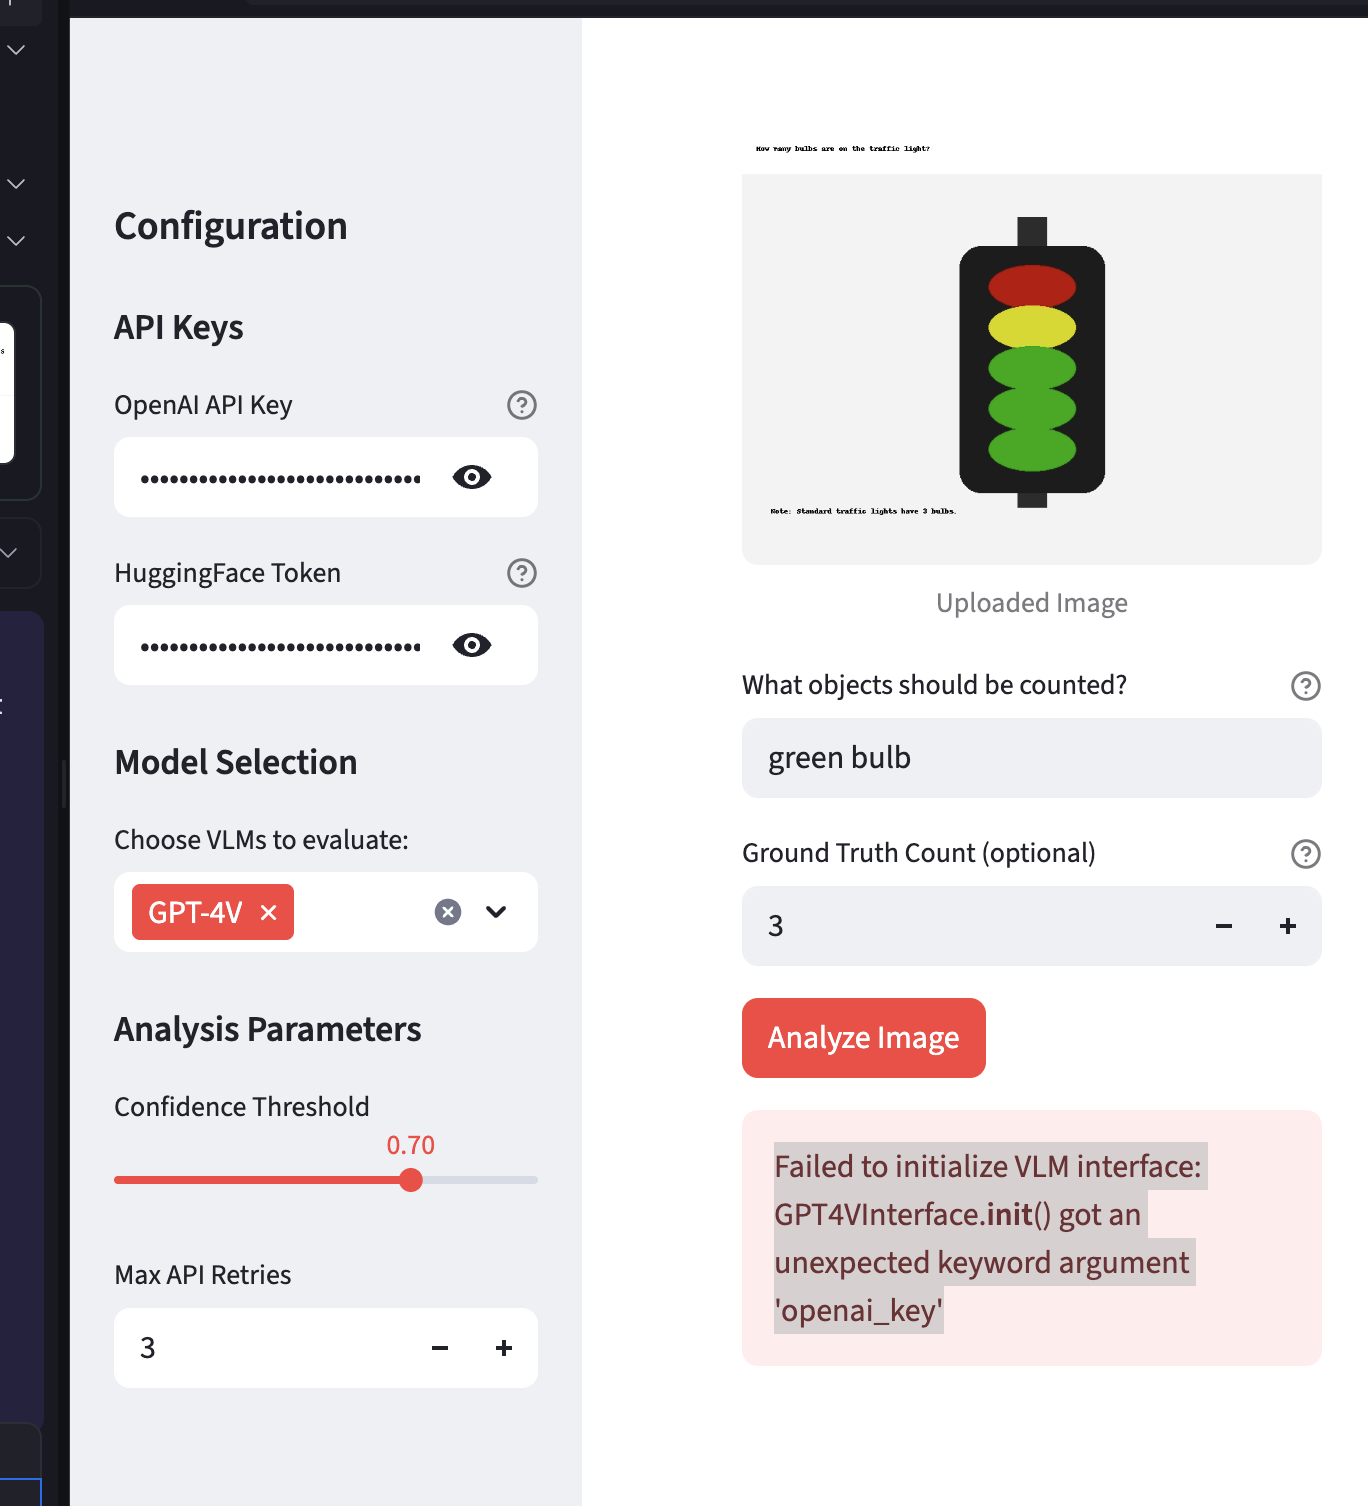 Configuration
API Keys
OpenAI API Key
HuggingFace Token
Model Selection
Choose VLMs to evaluate:
GPT-4V
Analysis Parameters
Confidence Threshold
0.70
Max API Retries
3
How many bulbs are on the traffic light?
Note: Standard traffic lights have 3 bulbs.
Uploaded Image
What objects should be counted?
green bulb
Ground Truth Count (optional)
3
Analyze Image
Failed to initialize VLM interface:
GPT4VInterface.init() got an
unexpected keyword argument
'openai_key'